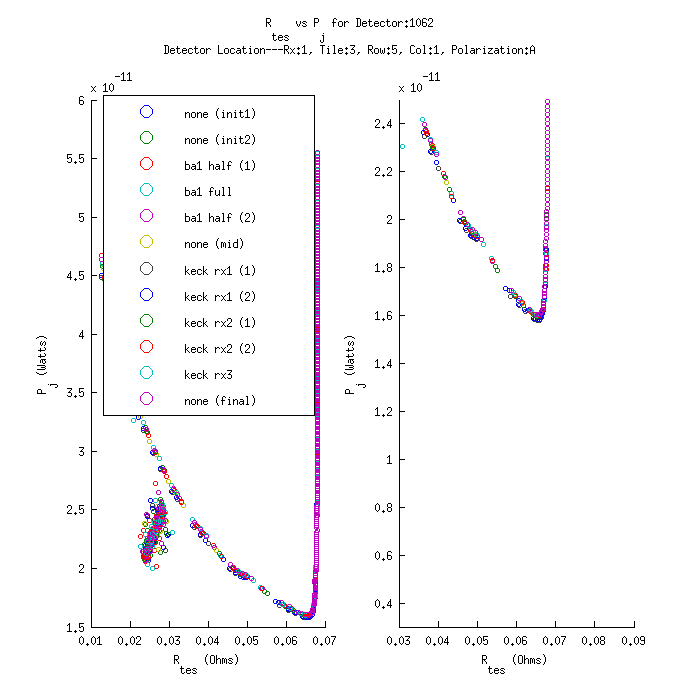 R tes vs P j for Detector:1062
Detector Location---Rx:1, Tile:3, Row:5, Col:1, Polarization:A
x 10 -11
6
5.5
5
4.5
4
3.5
3
2.5
2
1.5
P j (Watts)
none (init1)
none (init2)
ba1 half (1)
ba1 full
ba1 half (2)
none (mid)
keck rx1 (1)
keck rx1 (2)
keck rx2 (1)
keck rx2 (2)
keck rx3
none (final)
0.01 0.02 0.03 0.04 0.05 0.06 0.07
R tes (Ohms)
x 10 -11
2.4
2.2
2
1.8
1.6
1.4
1.2
1
0.8
0.6
0.4
P j (Watts)
0.03 0.04 0.05 0.06 0.07 0.08 0.09
R tes (Ohms)